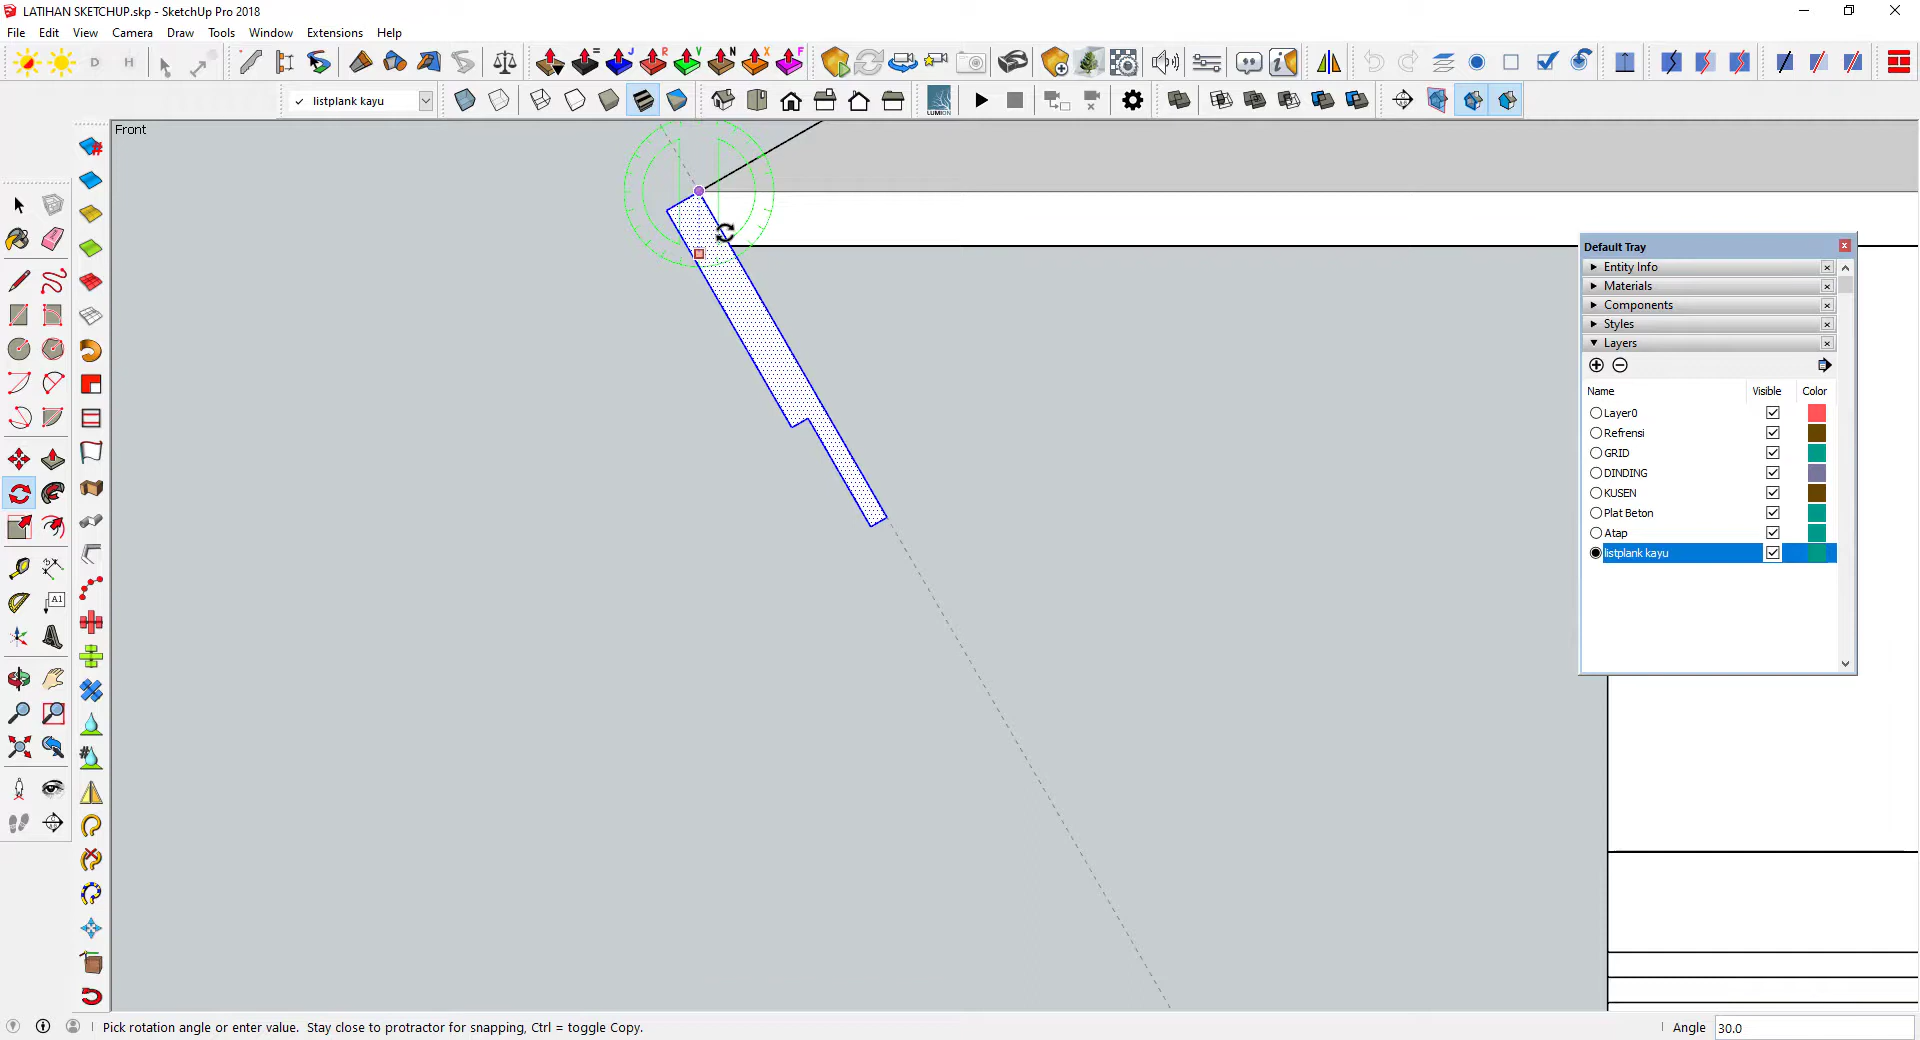 LATIHAN SKETCHUP.skp - SketchUp Pro 2018
File Edit View Camera Draw Tools Window Extensions Help
D H = J R V N X F
✓ listplank kayu
LUMION
Front
A1
Default Tray
Entity Info
Materials
Components
Styles
Layers
Name Visible Color
Layer0
Refrensi
GRID
DINDING
KUSEN
Plat Beton
Atap
listplank kayu
Pick rotation angle or enter value. Stay close to protractor for snapping, Ctrl = toggle Copy.
Angle 30.0